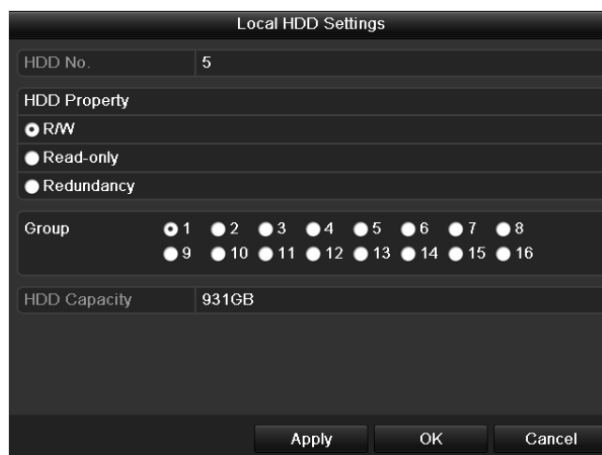 Local HDD Settings
HDD No. 5
HDD Property
R/W
Read-only
Redundancy
Group 1 2 3 4 5 6 7 8
9 10 11 12 13 14 15 16
HDD Capacity 931GB
Apply OK Cancel